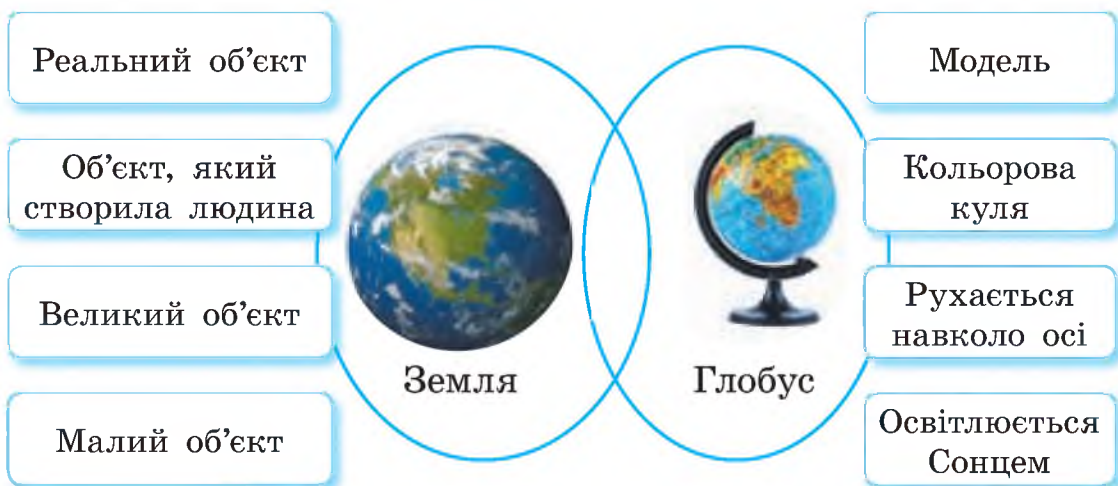 Реальний об’єкт
Об’єкт, який
створила людина
Великий об’єкт
Малий об’єкт
Земля
Глобус
Модель
Кольорова
куля
Рухається
навколо осі
Освітлюється
Сонцем